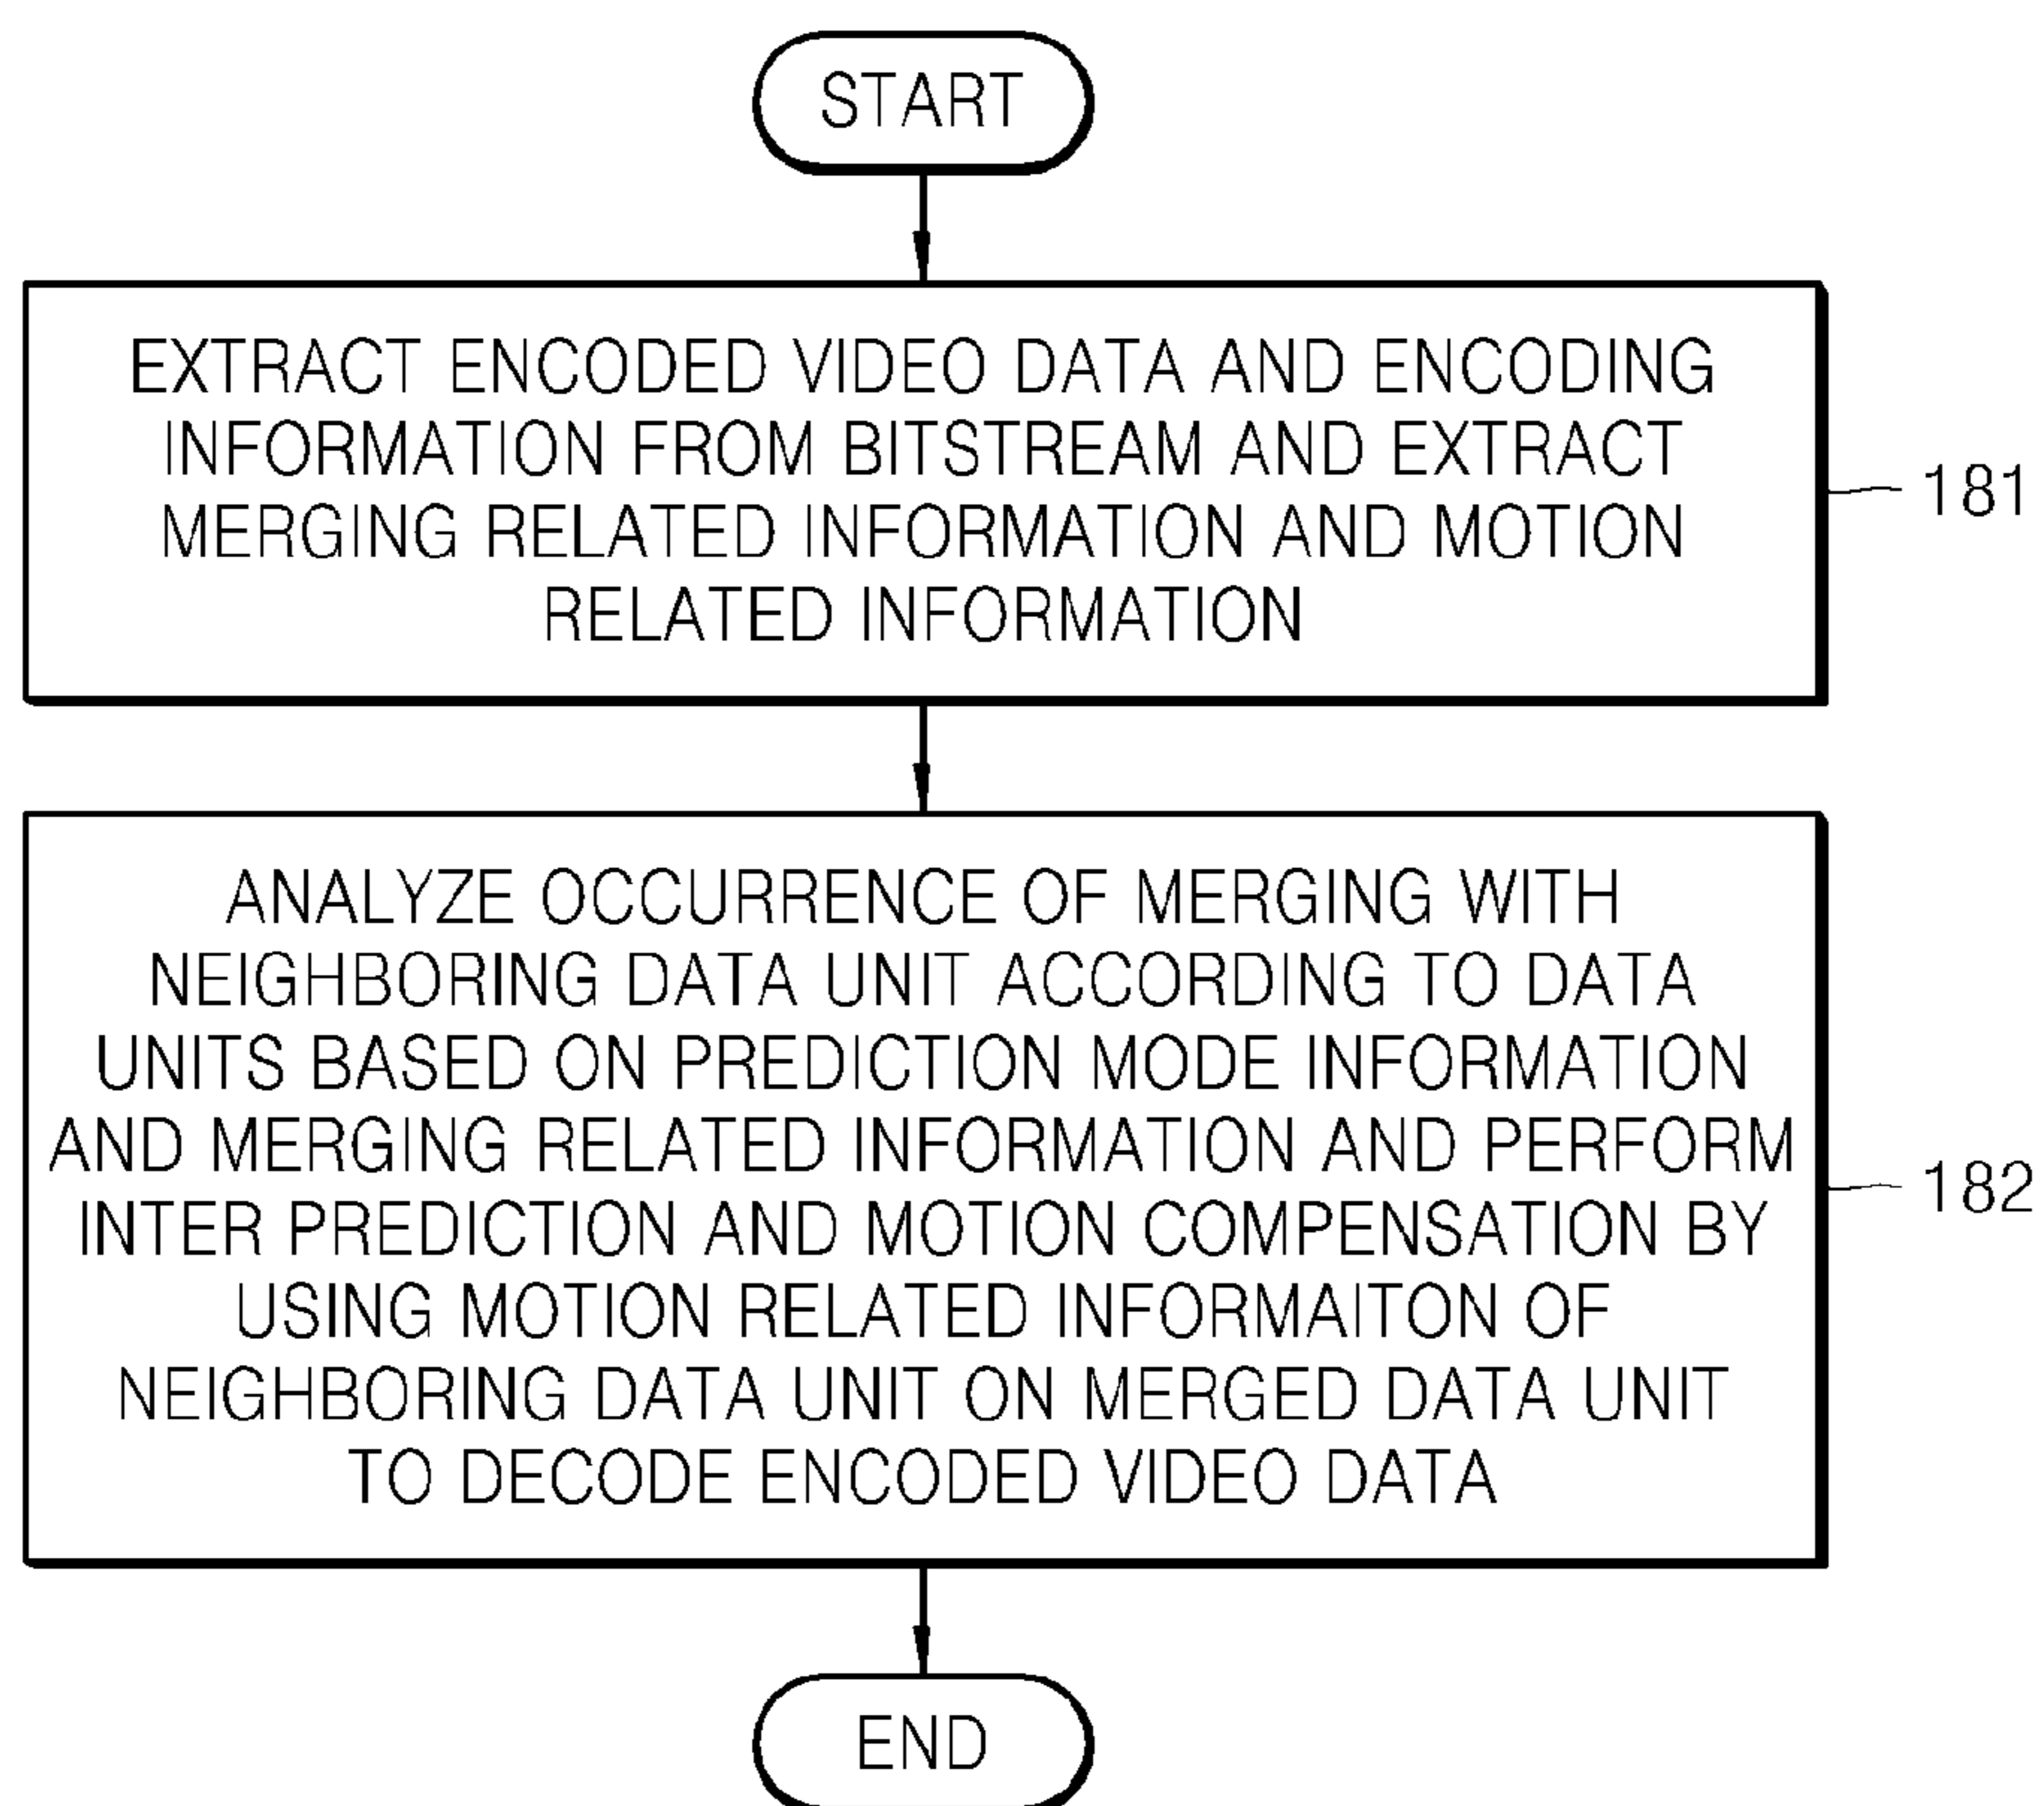 START
EXTRACT ENCODED VIDEO DATA AND ENCODING
INFORMATION FROM BITSTREAM AND EXTRACT
MERGING RELATED INFORMATION AND MOTION
RELATED INFORMATION
181
ANALYZE OCCURRENCE OF MERGING WITH
NEIGHBORING DATA UNIT ACCORDING TO DATA
UNITS BASED ON PREDICTION MODE INFORMATION
AND MERGING RELATED INFORMATION AND PERFORM
INTER PREDICTION AND MOTION COMPENSATION BY
USING MOTION RELATED INFORMAITON OF
NEIGHBORING DATA UNIT ON MERGED DATA UNIT
TO DECODE ENCODED VIDEO DATA
182
END